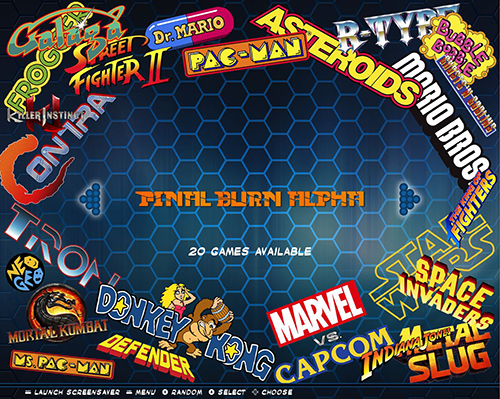 Galaga
FROGGER
STREET
FIGHTER II
Dr. MARIO
PAC-MAN
ASTEROIDS
R-TYPE
BUBBLE
BOBBLE
MARIO BROS.
KILLER INSTINCT
CONTRA
FINAL BURN ALPHA
20 GAMES AVAILABLE
FIGHTERS
STAR
WARS
TRON
NEO
GEO
SPACE
INVADERS
MORTAL KOMBAT
DONKEY
KONG
DEFENDER
MARVEL
VS.
CAPCOM
INDIANA JONES
METAL
SLUG
MS. PAC-MAN
LAUNCH SCREENSAVER MENU RANDOM SELECT CHOOSE